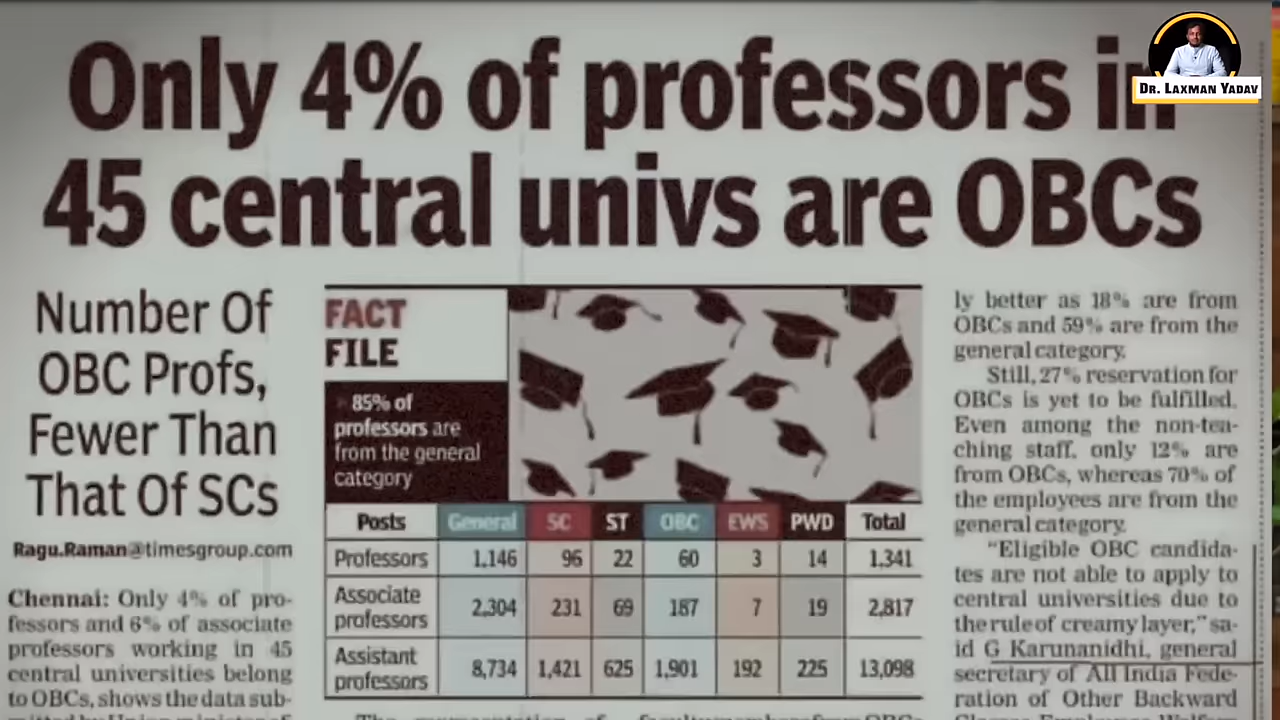 Only 4% of professors in
45 central univs are OBCs
DR. LAXMAN YADAV
Number Of
OBC Profs,
Fewer Than
That Of SCs
Ragu.Raman@timesgroup.com
Chennai: Only 4% of pro-
fessors and 6% of associate
professors working in 45
central universities belong
to OBCs, shows the data sub-
FACT
FILE
85% of
professors are
from the general
category
Posts General SC ST OBC EWS PWD Total
Professors 1,146 96 22 60 3 14 1,341
Associate
professors 2,304 231 69 187 7 19 2,817
Assistant
professors 8,734 1,421 625 1,901 192 225 13,098
ly better as 18% are from
OBCs and 59% are from the
general category.
Still, 27% reservation for
OBCs is yet to be fulfilled.
Even among the non-tea-
ching staff, only 12% are
from OBCs, whereas 70% of
the employees are from the
general category.
"Eligible OBC candida-
tes are not able to apply to
central universities due to
the rule of creamy layer," sa-
id G Karunanidhi, general
secretary of All India Fede-
ration of Other Backward